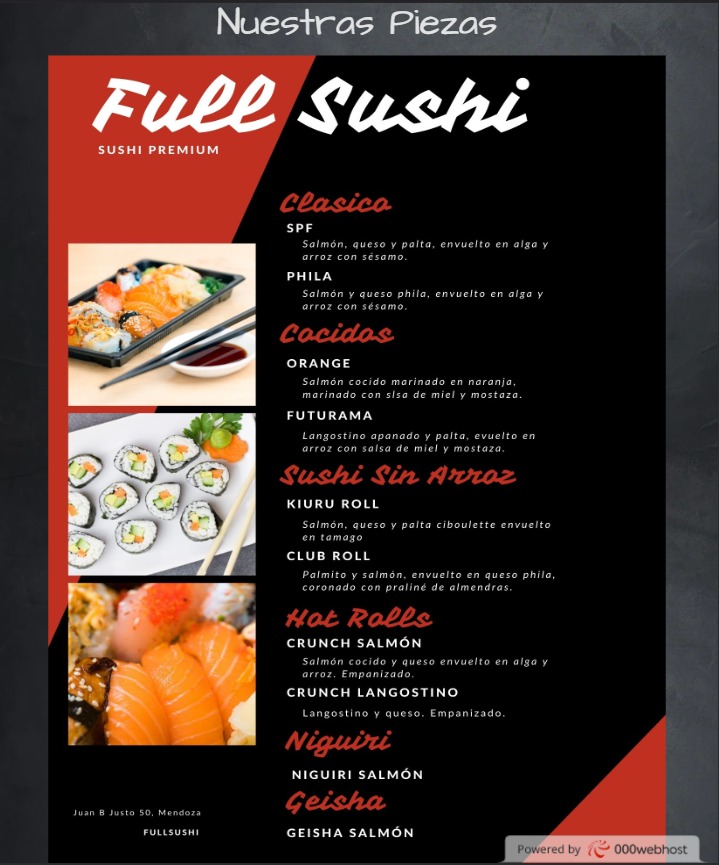 Nuestras Piezas
Full Sushi
SUSHI PREMIUM
Clasico
SPF
Salmón, queso y palta, envuelto en alga y
arroz con sésamo.
PHILA
Salmón y queso phila, envuelto en alga y
arroz con sésamo.
Cocidos
ORANGE
Salmón cocido marinado en naranja,
marinado con slsa de miel y mostaza.
FUTURAMA
Langostino apanado y palta, evuelto en
arroz con salsa de miel y mostaza.
Sushi Sin Arroz
KIURU ROLL
Salmón, queso y palta ciboulette envuelto
en tamago
CLUB ROLL
Palmito y salmón, envuelto en queso phila,
coronado con praliné de almendras.
Hot Rolls
CRUNCH SALMÓN
Salmón cocido y queso envuelto en alga y
arroz. Empanizado.
CRUNCH LANGOSTINO
Langostino y queso. Empanizado.
Niguiri
NIGUIRI SALMÓN
Geisha
GEISHA SALMÓN
Juan B Justo 50, Mendoza
FULLSUSHI
Powered by 000webhost